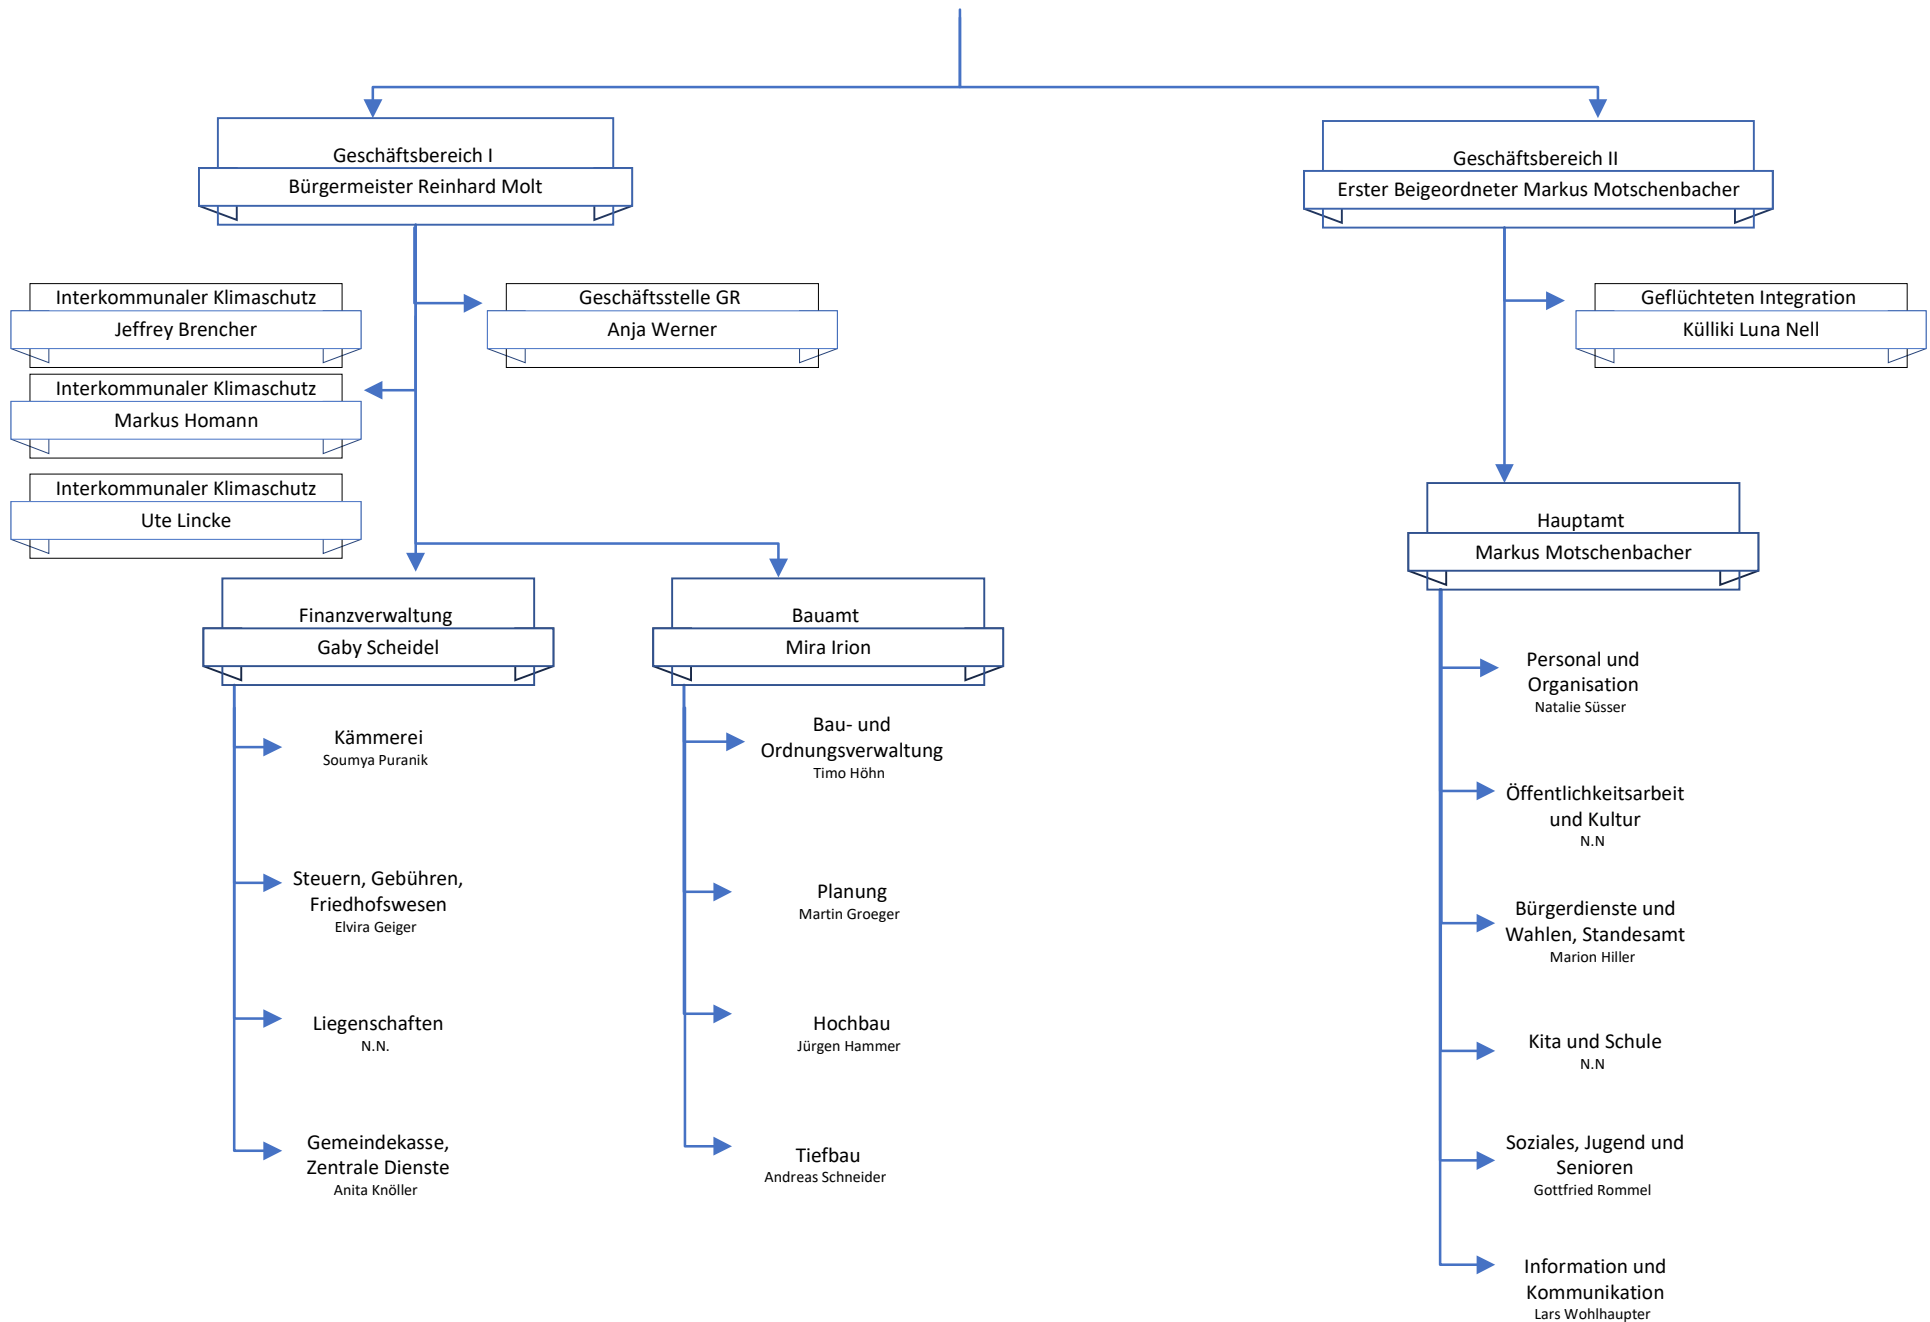 Geschäftsbereich I
Bürgermeister Reinhard Molt
Geschäftsbereich II
Erster Beigeordneter Markus Motschenbacher
Interkommunaler Klimaschutz
Jeffrey Brencher
Geschäftsstelle GR
Anja Werner
Geflüchteten Integration
Külliki Luna Nell
Interkommunaler Klimaschutz
Markus Homann
Interkommunaler Klimaschutz
Ute Lincke
Finanzverwaltung
Gaby Scheidel
Kämmerei
Soumya Puranik
Steuern, Gebühren,
Friedhofswesen
Elvira Geiger
Liegenschaften
N.N.
Gemeindekasse,
Zentrale Dienste
Anita Knöller
Bauamt
Mira Irion
Bau- und
Ordnungsverwaltung
Timo Höhn
Planung
Martin Groeger
Hochbau
Jürgen Hammer
Tiefbau
Andreas Schneider
Hauptamt
Markus Motschenbacher
Personal und
Organisation
Natalie Süsser
Öffentlichkeitsarbeit
und Kultur
N.N
Bürgerdienste und
Wahlen, Standesamt
Marion Hiller
Kita und Schule
N.N
Soziales, Jugend und
Senioren
Gottfried Rommel
Information und
Kommunikation
Lars Wohlhaupter